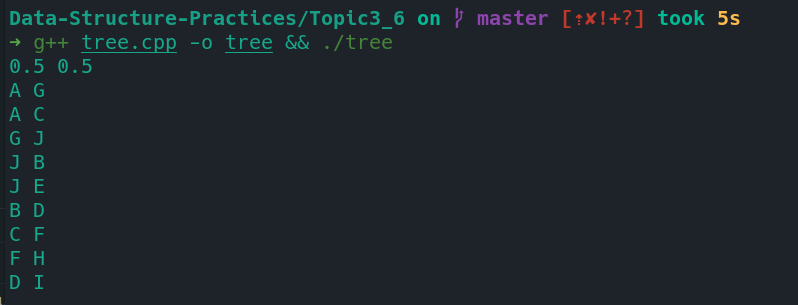 Data-Structure-Practices/Topic3_6 on  master [⇡✘!+?] took 5s
➜ g++ tree.cpp -o tree && ./tree
0.5 0.5
A G
A C
G J
J B
J E
B D
C F
F H
D I